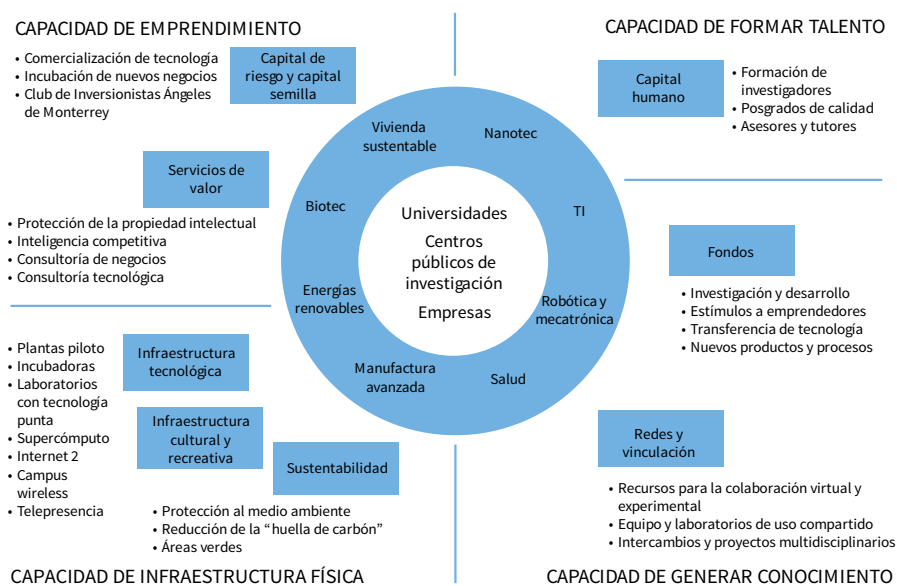 CAPACIDAD DE EMPRENDIMIENTO
• Comercialización de tecnología
• Incubación de nuevos negocios
• Club de Inversionistas Ángeles
de Monterrey
Capital de
riesgo y capital
semilla
Servicios de
valor
• Protección de la propiedad intelectual
• Inteligencia competitiva
• Consultoría de negocios
• Consultoría tecnológica
CAPACIDAD DE FORMAR TALENTO
Capital
humano
• Formación de
investigadores
• Posgrados de calidad
• Asesores y tutores
Vivienda
sustentable
Nanotec
Biotec
TI
Energías
renovables
Robótica y
mecatrónica
Manufactura
avanzada
Salud
Universidades
Centros
públicos de
investigación
Empresas
Fondos
• Investigación y desarrollo
• Estímulos a emprendedores
• Transferencia de tecnología
• Nuevos productos y procesos
• Plantas piloto
• Incubadoras
• Laboratorios
con tecnología
punta
• Supercómputo
• Internet 2
• Campus
wireless
• Telepresencia
Infraestructura
tecnológica
Infraestructura
cultural y
recreativa
Sustentabilidad
• Protección al medio ambiente
• Reducción de la “huella de carbón”
• Áreas verdes
CAPACIDAD DE INFRAESTRUCTURA FÍSICA
Redes y
vinculación
• Recursos para la colaboración virtual y
experimental
• Equipo y laboratorios de uso compartido
• Intercambios y proyectos multidisciplinarios
CAPACIDAD DE GENERAR CONOCIMIENTO